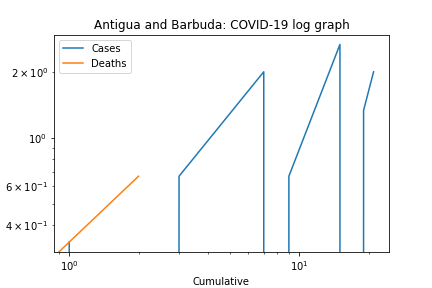 Antigua and Barbuda: COVID-19 log graph
Cases
Deaths
2 × 10⁰
10⁰
6 × 10⁻¹
4 × 10⁻¹
10⁰
10¹
Cumulative